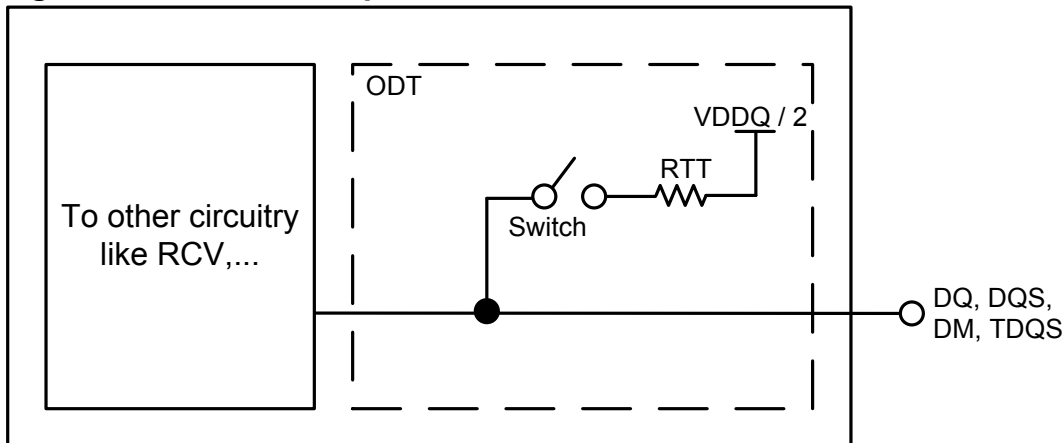 ODT
VDDQ / 2
RTT
Switch
To other circuitry
like RCV,...
DQ, DQS,
DM, TDQS